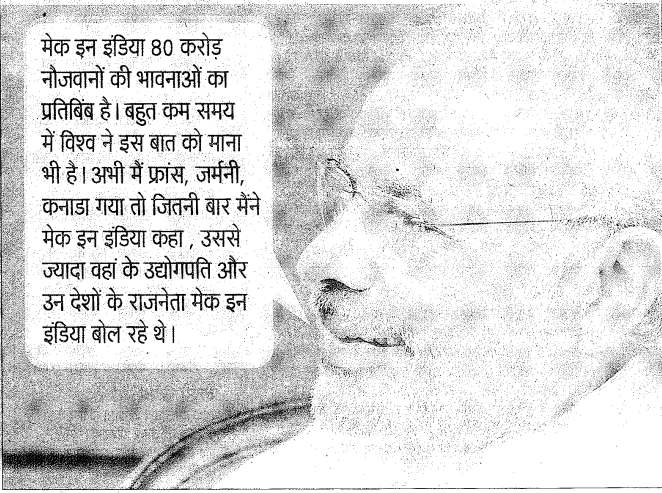 मेक इन इंडिया 80 करोड़
नौजवानों की भावनाओं का
प्रतिबिंब है। बहुत कम समय
में विश्व ने इस बात को माना
भी है। अभी मैं फ्रांस, जर्मनी,
कनाडा गया तो जितनी बार मैंने
मेक इन इंडिया कहा , उससे
ज्यादा वहां के उद्योगपति और
उन देशों के राजनेता मेक इन
इंडिया बोल रहे थे।